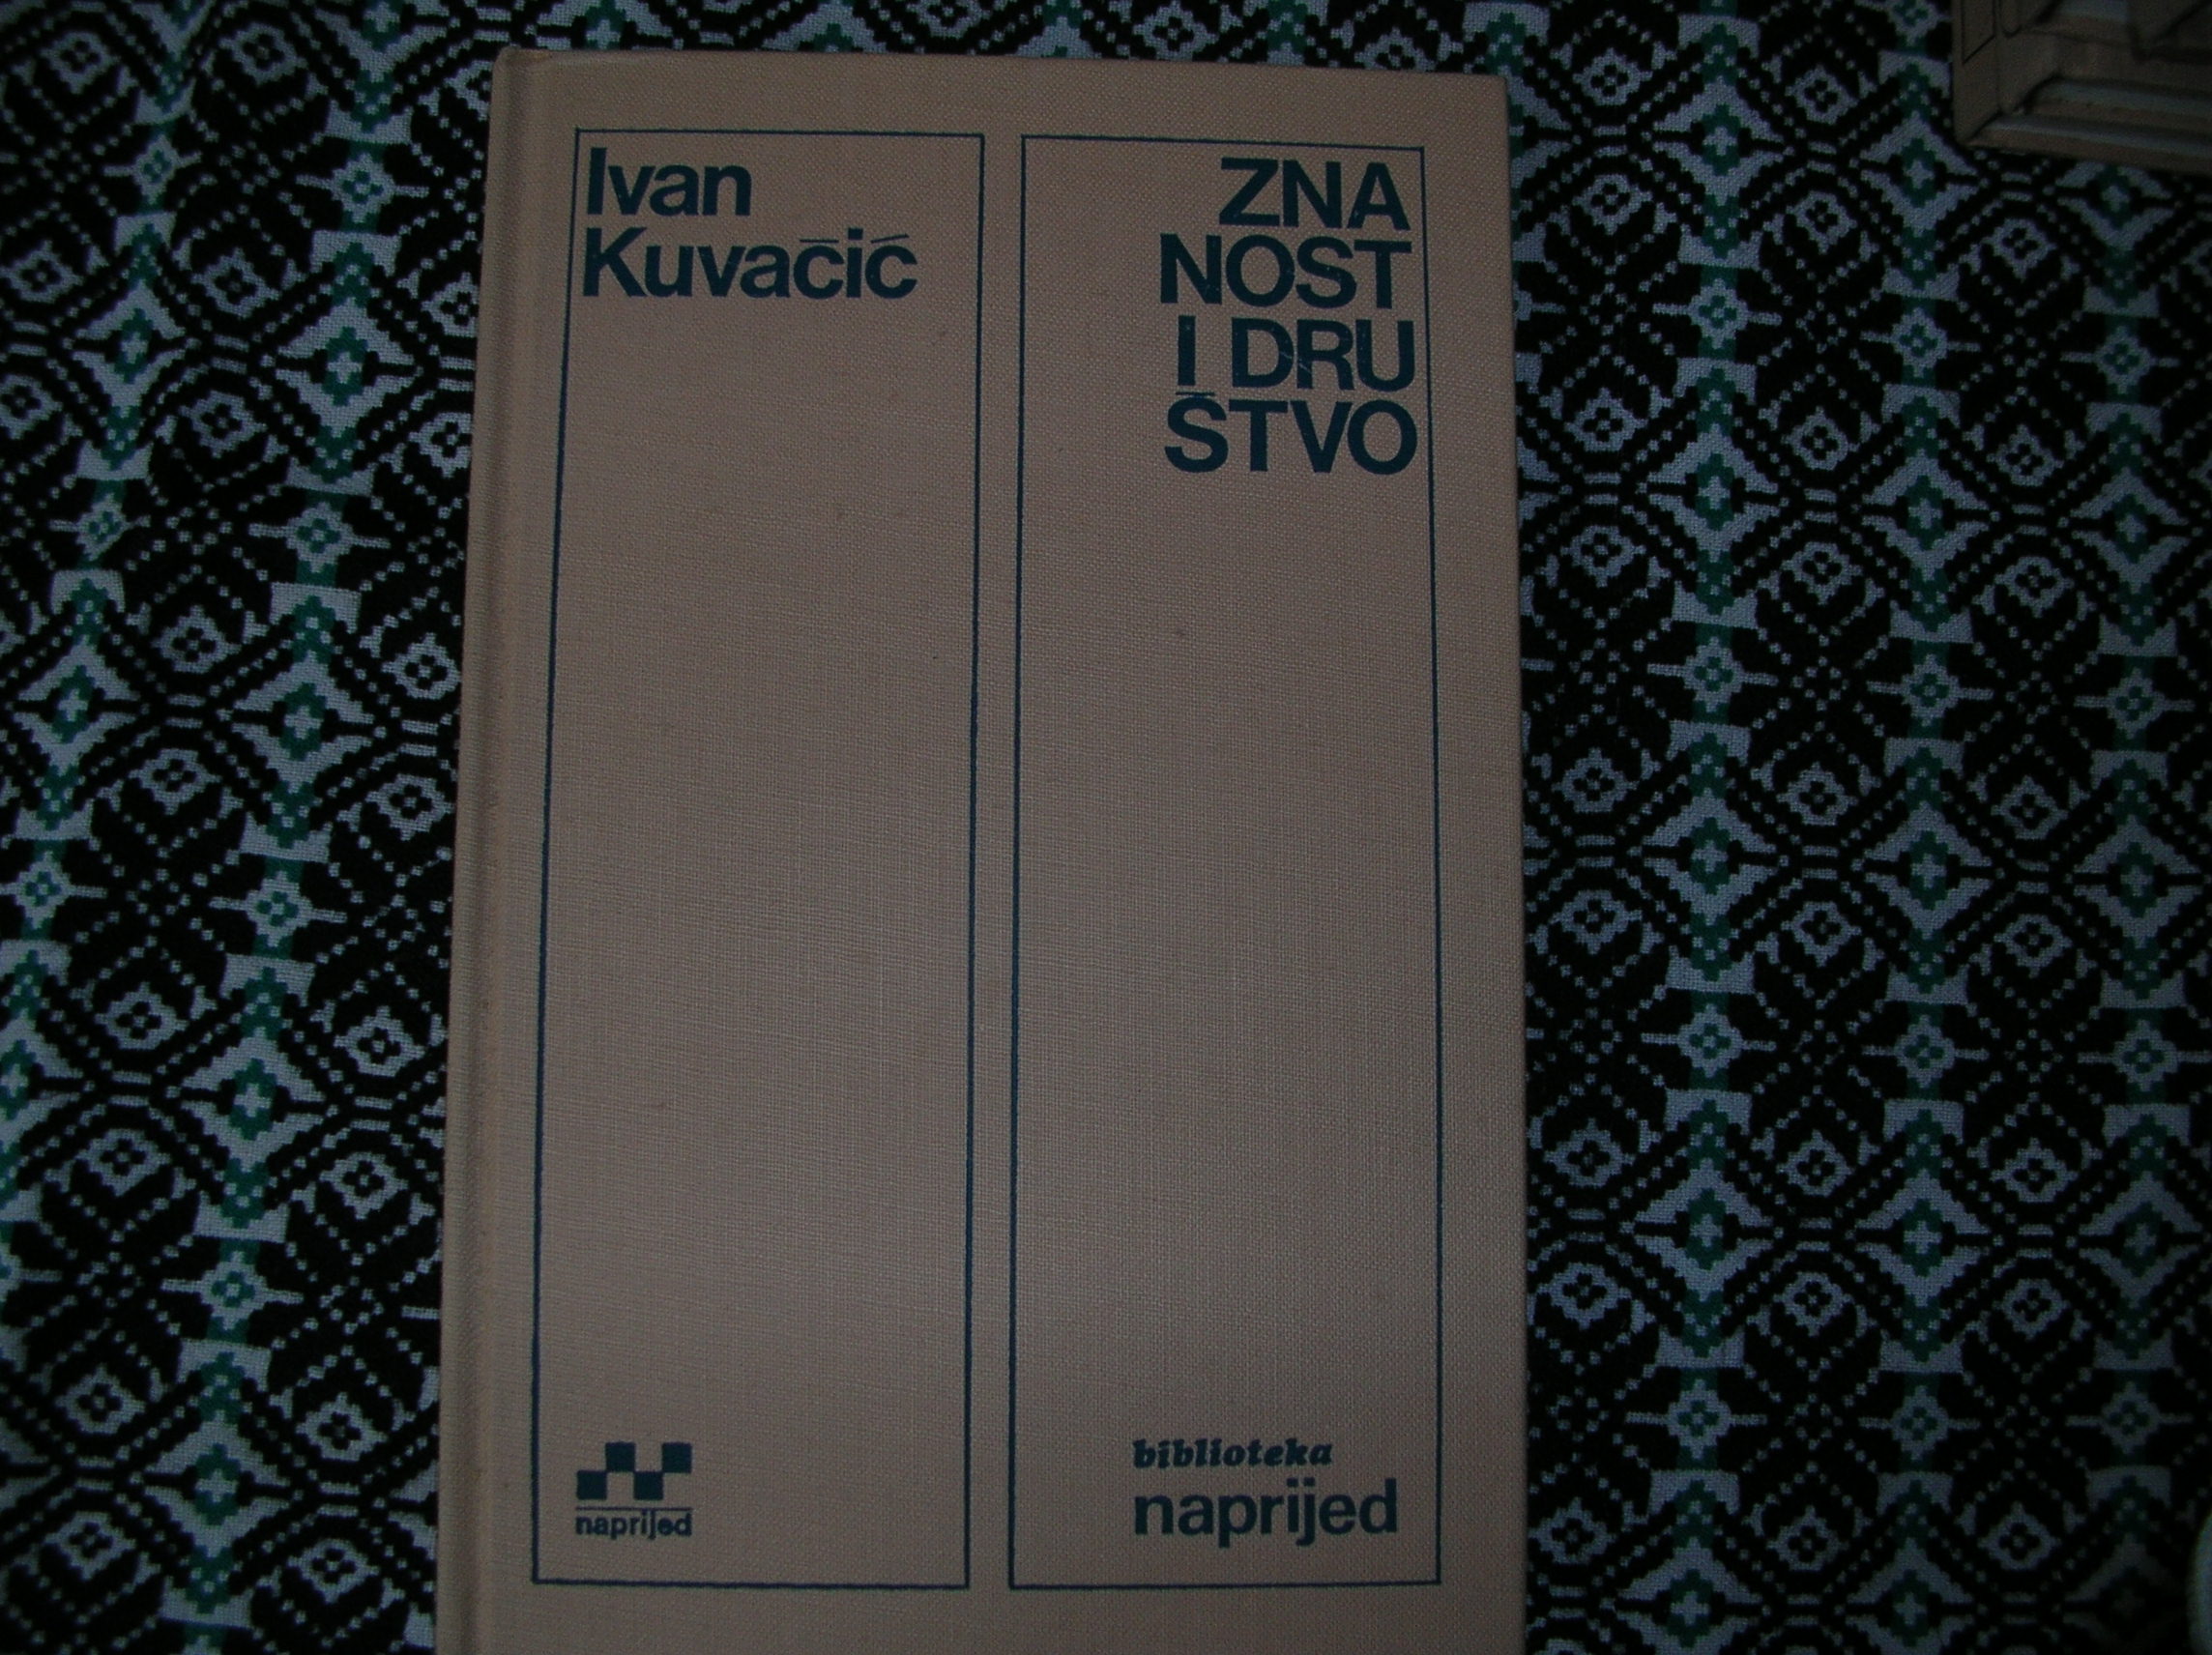 Ivan
Kuvačić
ZNA
NOST
I DRU
ŠTVO
naprijed
biblioteka
naprijed